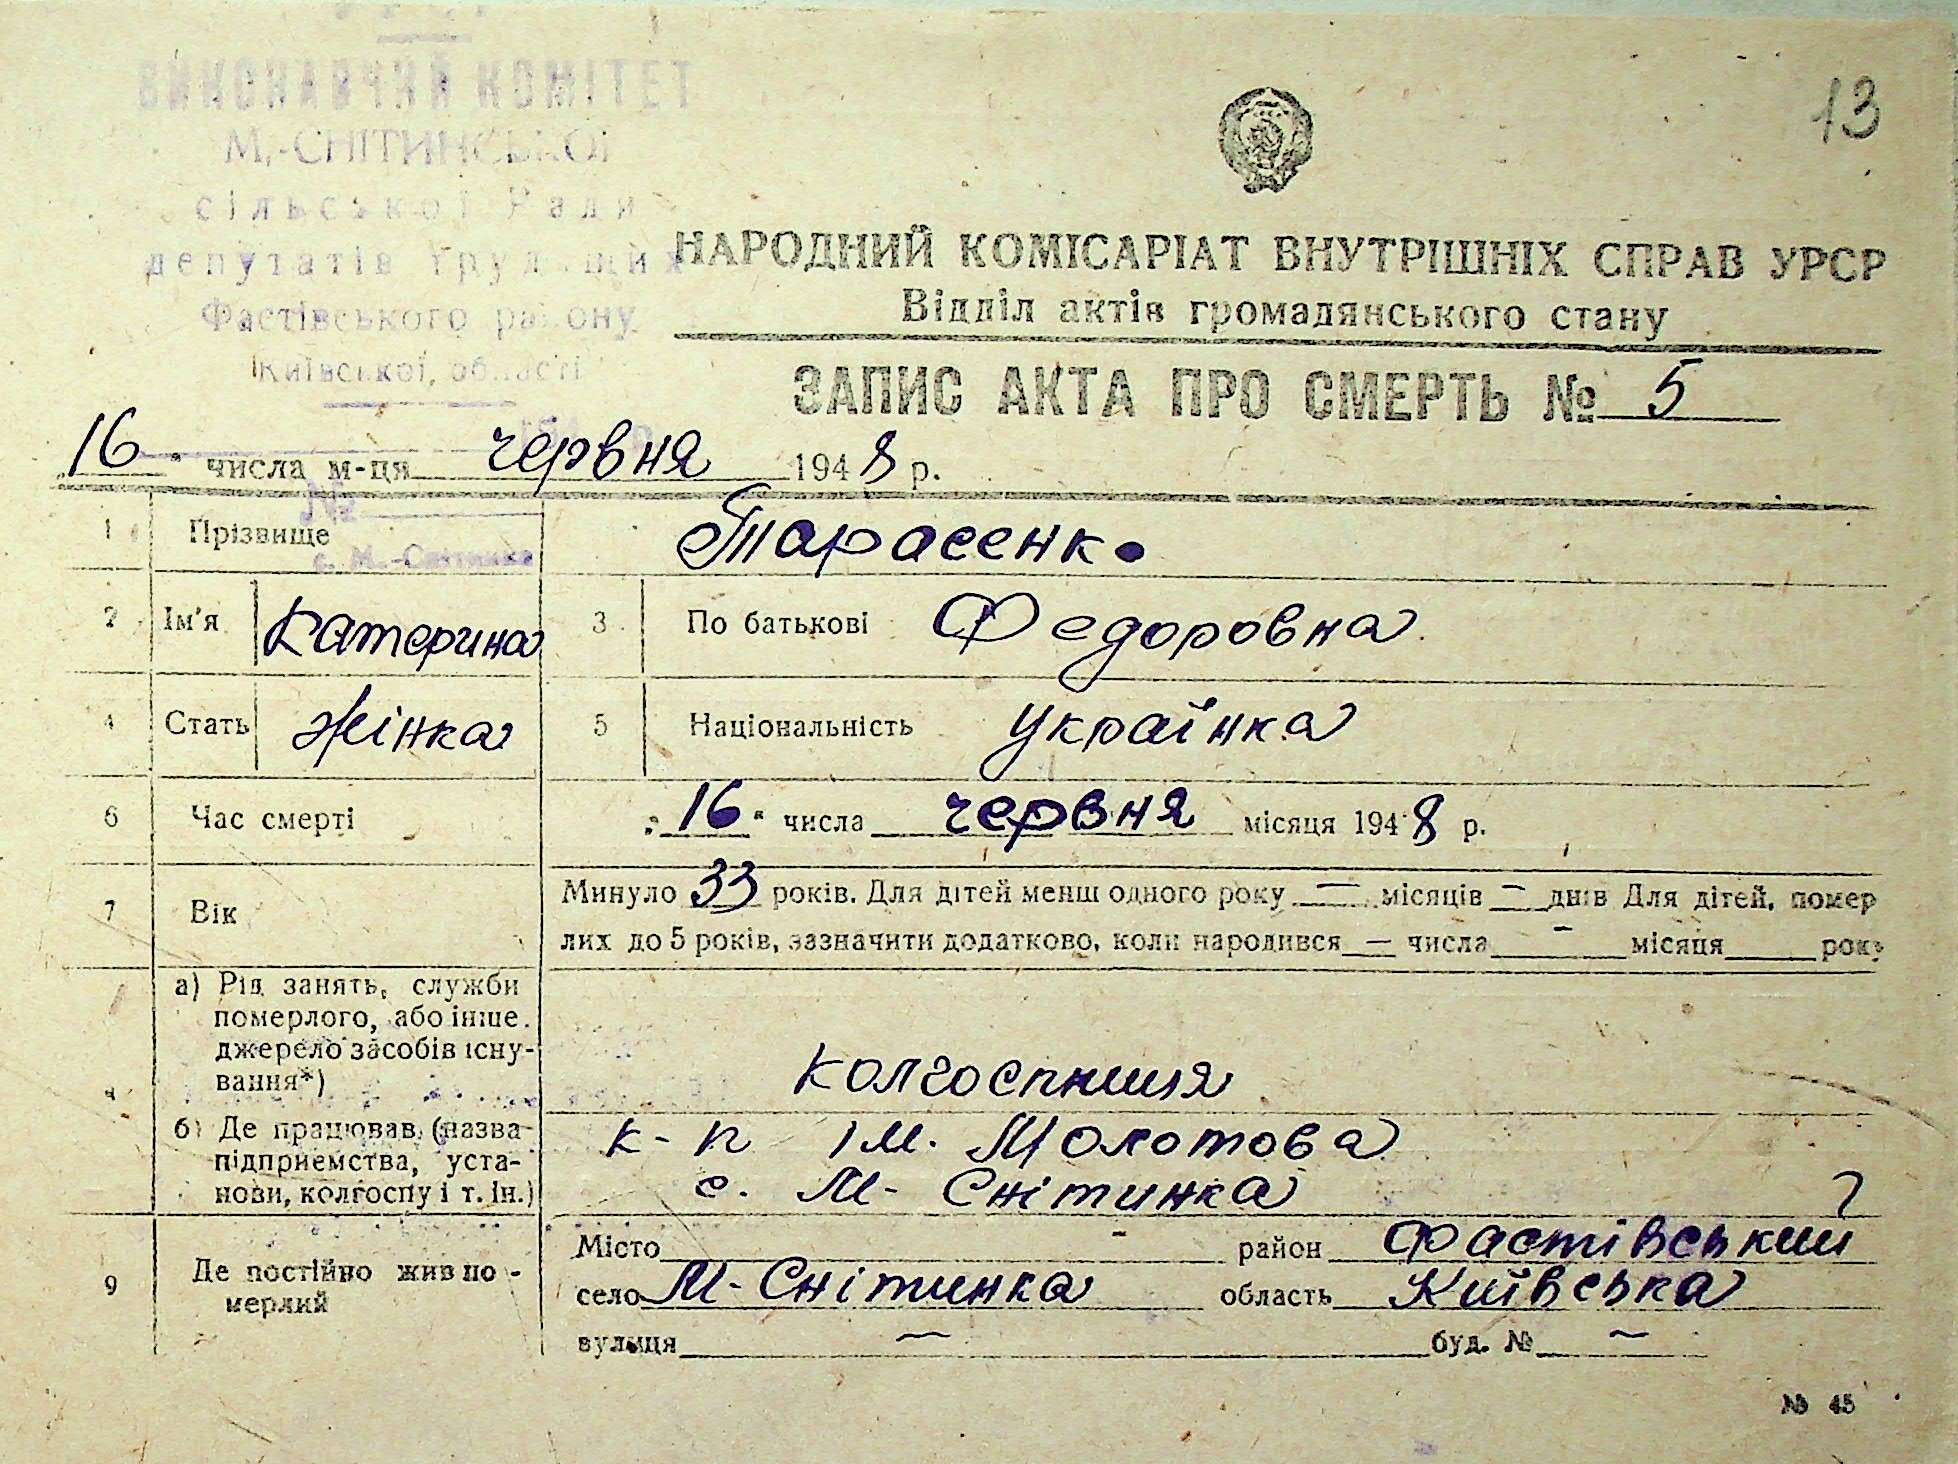 ВИКОНАВЧИЙ КОМІТЕТ
М.-СНІТИНСЬКОЇ
сільської Ради
депутатів трудящих
Фастівського району
Київської області
№
с. М.-Снітинка
13
НАРОДНИЙ КОМІСАРІАТ ВНУТРІШНІХ СПРАВ УРСР
Відділ актів громадянського стану
ЗАПИС АКТА ПРО СМЕРТЬ № 5
„16" числа м-ця червня 1948 р.
1 Прізвище Тарасенко
2 Ім'я Катерина 3 По батькові Федоровна
4 Стать жінка 5 Національність українка
6 Час смерті „16" числа червня місяця 1948 р.
7 Вік Минуло 33 років. Для дітей менш одного року — місяців — днів Для дітей, помер
лих до 5 років, зазначити додатково, коли народився — числа - місяця року
а) Рід занять, служби
померлого, або інше
джерело засобів існу-
вання*)
колгоспниця
б) Де працював (назва
підприємства, уста-
нови, колгоспу і т. ін.)
к-п ім. Молотова
с. М-Снітинка
9 Де постійно жив по-
мерлий
Місто - район Фастівський
село М-Снітинка область Київська
вулиця — буд. № —
№ 45